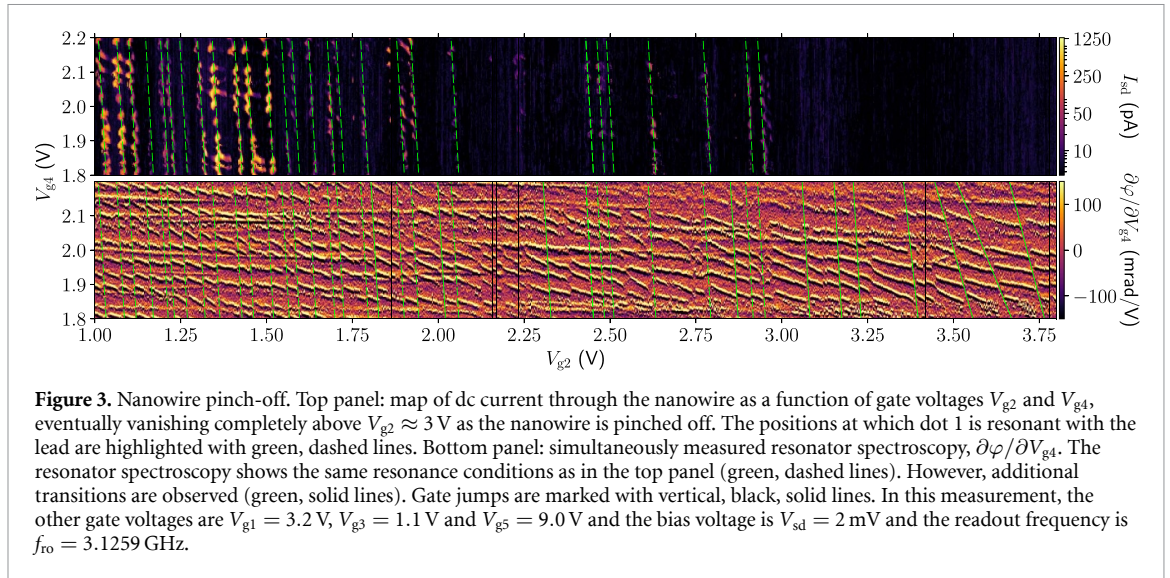 2.2
2.1
2.0
1.9
1.8
1250
250
50
10
I_sd (pA)
V_g4 (V)
2.1
2.0
1.9
1.8
100
0
−100
∂φ/∂V_g4 (mrad/V)
1.00 1.25 1.50 1.75 2.00 2.25 2.50 2.75 3.00 3.25 3.50 3.75
V_g2 (V)
Figure 3. Nanowire pinch-off. Top panel: map of dc current through the nanowire as a function of gate voltages V_g2 and V_g4,
eventually vanishing completely above V_g2 ≈ 3 V as the nanowire is pinched off. The positions at which dot 1 is resonant with the
lead are highlighted with green, dashed lines. Bottom panel: simultaneously measured resonator spectroscopy, ∂φ/∂V_g4. The
resonator spectroscopy shows the same resonance conditions as in the top panel (green, dashed lines). However, additional
transitions are observed (green, solid lines). Gate jumps are marked with vertical, black, solid lines. In this measurement, the
other gate voltages are V_g1 = 3.2 V, V_g3 = 1.1 V and V_g5 = 9.0 V and the bias voltage is V_sd = 2 mV and the readout frequency is
f_ro = 3.1259 GHz.